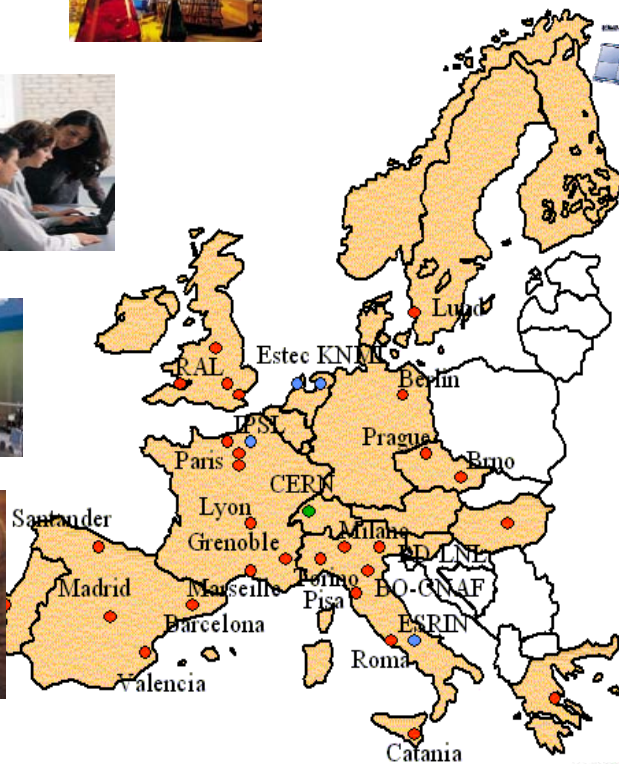 Lund
Estec KNMI
RAL
Berlin
IPSL
Prague
Paris
Brno
CERN
Lyon
Santander
Milano
Grenoble
PD-LNL
Torino
Madrid
Marseille
BO-CNAF
Pisa
Barcelona
ESRIN
Roma
Valencia
Catania